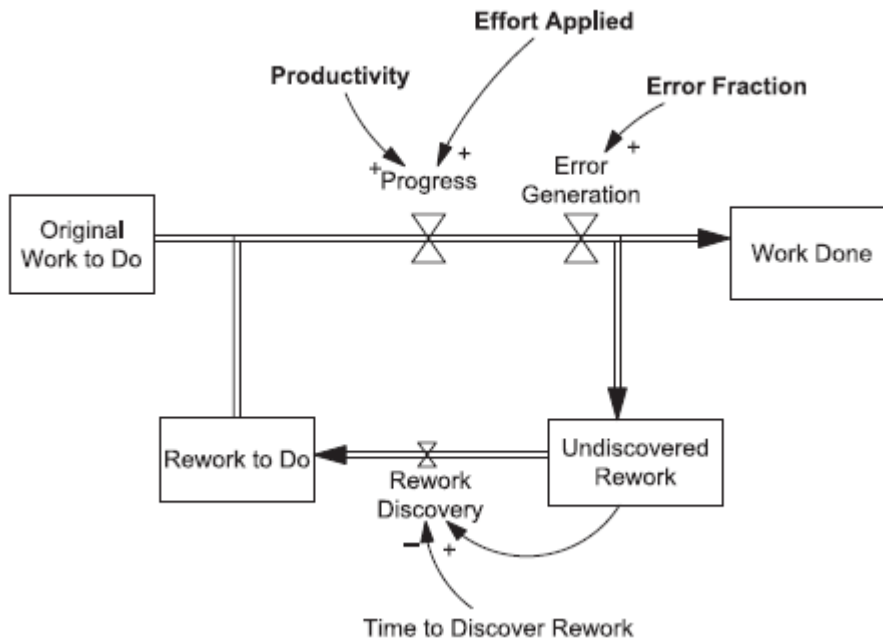 Effort Applied
Productivity
Error Fraction
+
+
+
Progress
Error
Generation
Original
Work to Do
Work Done
Rework to Do
Undiscovered
Rework
Rework
Discovery
−
+
Time to Discover Rework